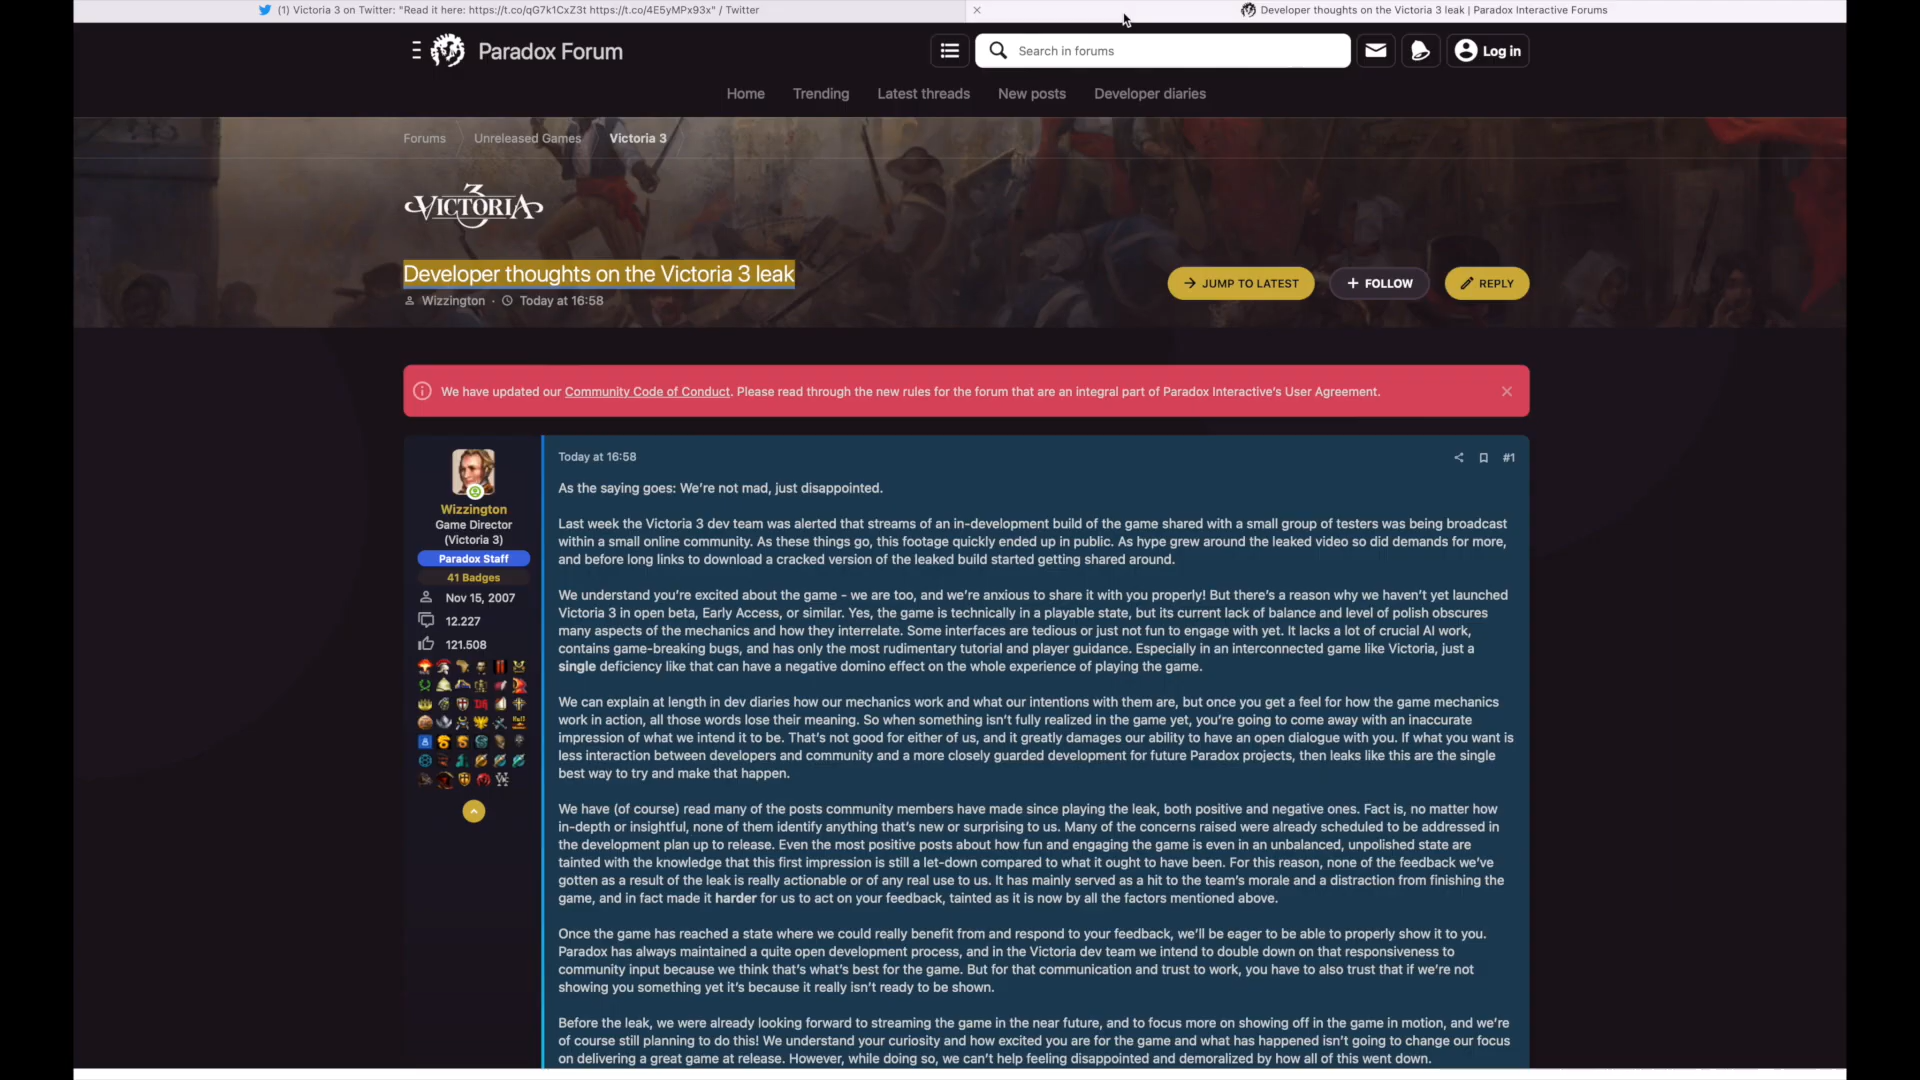 (1) Victoria 3 on Twitter: "Read it here: https://t.co/qG7k1CxZ3t https://t.co/4E5yMPx93x" / Twitter
Developer thoughts on the Victoria 3 leak | Paradox Interactive Forums
Paradox Forum
Search in forums
Log in
Home
Trending
Latest threads
New posts
Developer diaries
Forums
Unreleased Games
Victoria 3
3
VICTORIA
Developer thoughts on the Victoria 3 leak
Wizzington · Today at 16:58
JUMP TO LATEST
FOLLOW
REPLY
We have updated our Community Code of Conduct. Please read through the new rules for the forum that are an integral part of Paradox Interactive's User Agreement.
Wizzington
Game Director
(Victoria 3)
Paradox Staff
41 Badges
Nov 15, 2007
12.227
121.508
Today at 16:58
#1
As the saying goes: We're not mad, just disappointed.
Last week the Victoria 3 dev team was alerted that streams of an in-development build of the game shared with a small group of testers was being broadcast
within a small online community. As these things go, this footage quickly ended up in public. As hype grew around the leaked video so did demands for more,
and before long links to download a cracked version of the leaked build started getting shared around.
We understand you're excited about the game - we are too, and we're anxious to share it with you properly! But there's a reason why we haven't yet launched
Victoria 3 in open beta, Early Access, or similar. Yes, the game is technically in a playable state, but its current lack of balance and level of polish obscures
many aspects of the mechanics and how they interrelate. Some interfaces are tedious or just not fun to engage with yet. It lacks a lot of crucial AI work,
contains game-breaking bugs, and has only the most rudimentary tutorial and player guidance. Especially in an interconnected game like Victoria, just a
single deficiency like that can have a negative domino effect on the whole experience of playing the game.
We can explain at length in dev diaries how our mechanics work and what our intentions with them are, but once you get a feel for how the game mechanics
work in action, all those words lose their meaning. So when something isn't fully realized in the game yet, you're going to come away with an inaccurate
impression of what we intend it to be. That's not good for either of us, and it greatly damages our ability to have an open dialogue with you. If what you want is
less interaction between developers and community and a more closely guarded development for future Paradox projects, then leaks like this are the single
best way to try and make that happen.
We have (of course) read many of the posts community members have made since playing the leak, both positive and negative ones. Fact is, no matter how
in-depth or insightful, none of them identify anything that's new or surprising to us. Many of the concerns raised were already scheduled to be addressed in
the development plan up to release. Even the most positive posts about how fun and engaging the game is even in an unbalanced, unpolished state are
tainted with the knowledge that this first impression is still a let-down compared to what it ought to have been. For this reason, none of the feedback we've
gotten as a result of the leak is really actionable or of any real use to us. It has mainly served as a hit to the team's morale and a distraction from finishing the
game, and in fact made it harder for us to act on your feedback, tainted as it is now by all the factors mentioned above.
Once the game has reached a state where we could really benefit from and respond to your feedback, we'll be eager to be able to properly show it to you.
Paradox has always maintained a quite open development process, and in the Victoria dev team we intend to double down on that responsiveness to
community input because we think that's what's best for the game. But for that communication and trust to work, you have to also trust that if we're not
showing you something yet it's because it really isn't ready to be shown.
Before the leak, we were already looking forward to streaming the game in the near future, and to focus more on showing off in the game in motion, and we're
of course still planning to do this! We understand your curiosity and how excited you are for the game and what has happened isn't going to change our focus
on delivering a great game at release. However, while doing so, we can't help feeling disappointed and demoralized by how all of this went down.